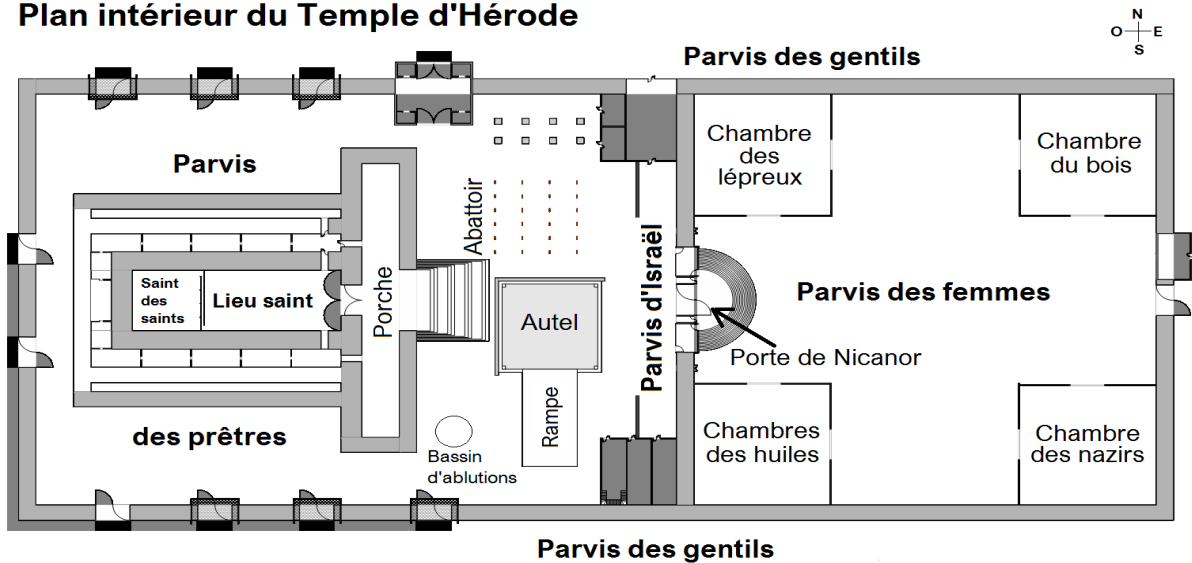 Plan intérieur du Temple d'Hérode
N
O E
S
Parvis des gentils
Chambre
des
lépreux
Chambre
du bois
Parvis
Abattoir
Saint
des
saints
Lieu saint
Porche
Autel
Parvis d'Israël
Parvis des femmes
Porte de Nicanor
Rampe
des prêtres
Bassin
d'ablutions
Chambres
des huiles
Chambre
des nazirs
Parvis des gentils